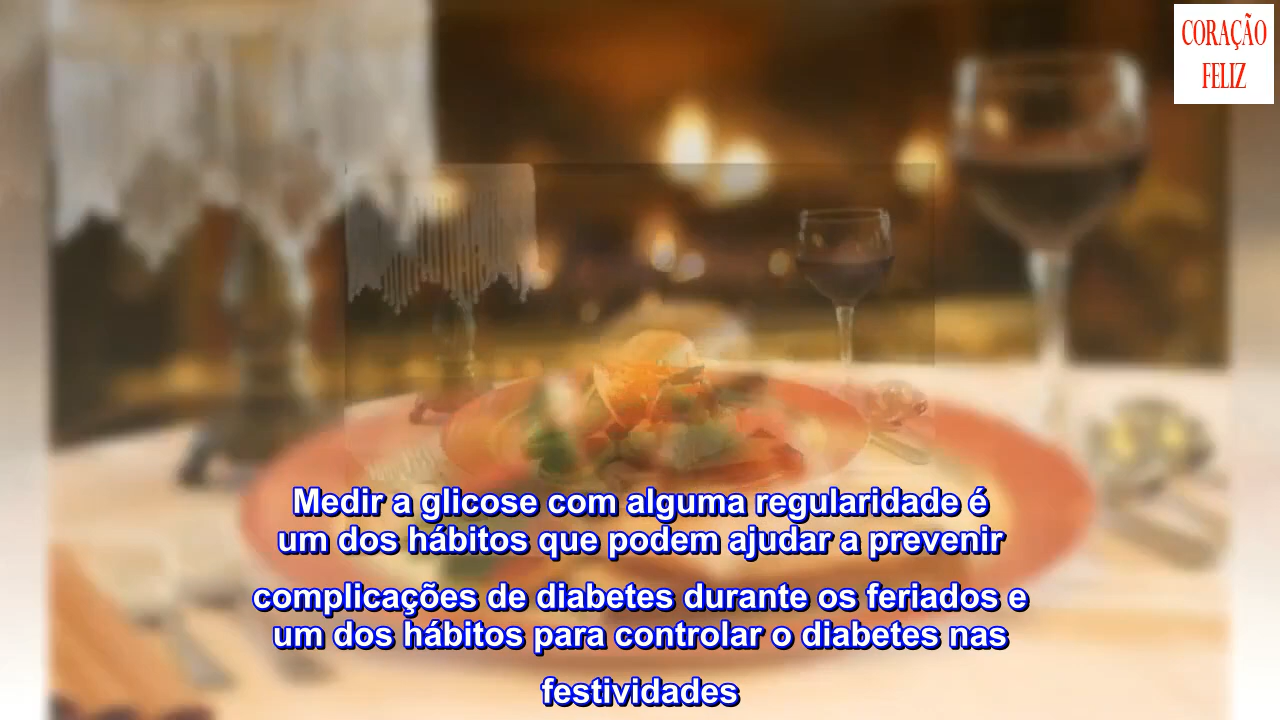 CORAÇÃO
FELIZ
Medir a glicose com alguma regularidade é
um dos hábitos que podem ajudar a prevenir
complicações de diabetes durante os feriados e
um dos hábitos para controlar o diabetes nas
festividades